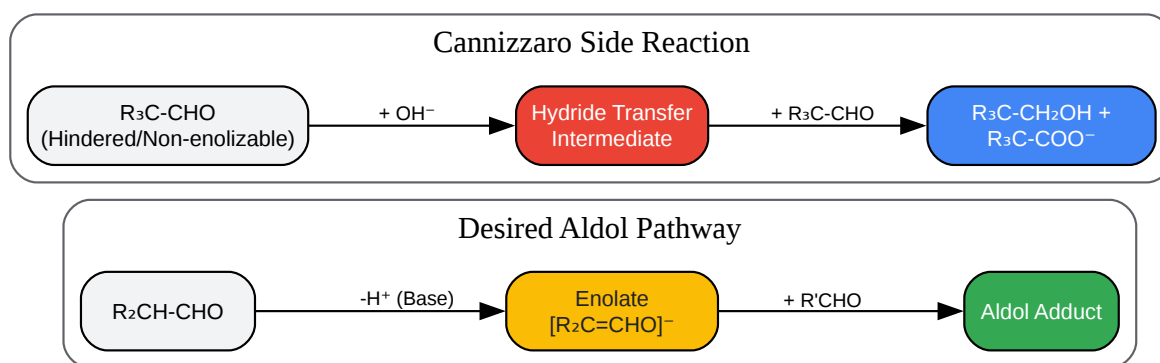 Cannizzaro Side Reaction
R₃C-CHO
(Hindered/Non-enolizable)
+ OH⁻
Hydride Transfer
Intermediate
+ R₃C-CHO
R₃C-CH₂OH +
R₃C-COO⁻
Desired Aldol Pathway
R₂CH-CHO
-H⁺ (Base)
Enolate
[R₂C=CHO]⁻
+ R'CHO
Aldol Adduct